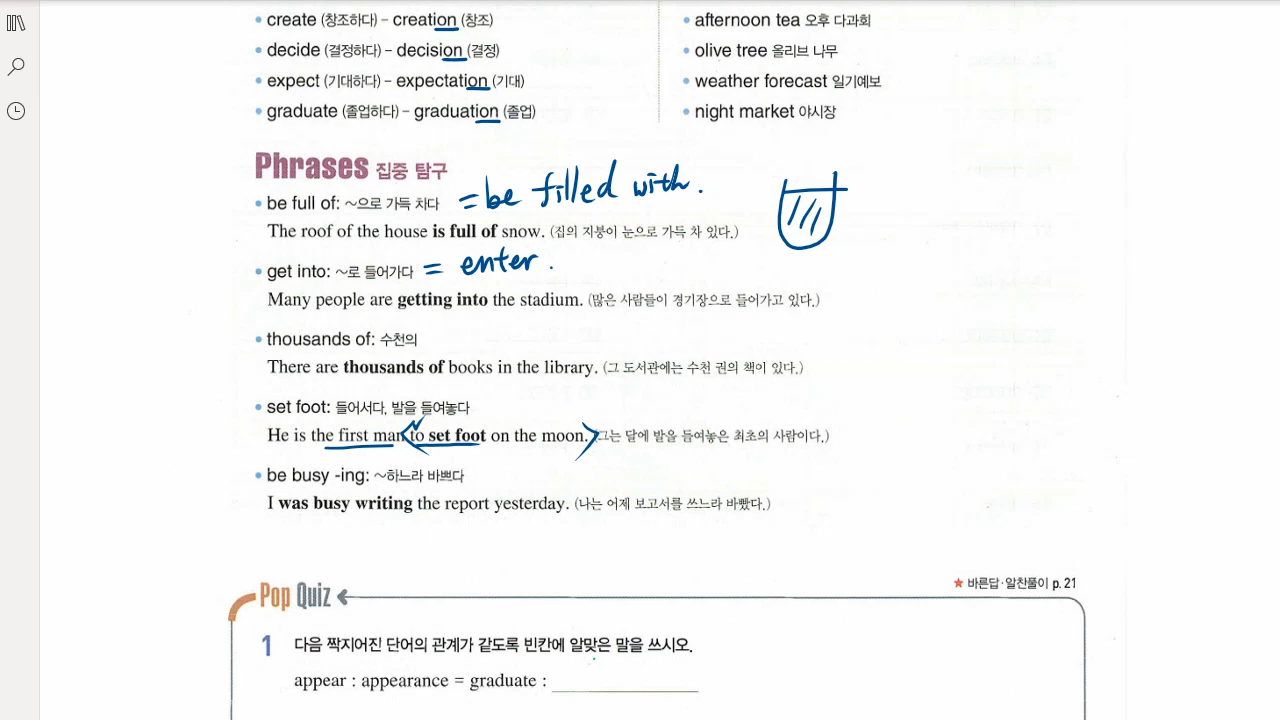 • create (창조하다) – creation (창조)
• decide (결정하다) – decision (결정)
• expect (기대하다) – expectation (기대)
• graduate (졸업하다) – graduation (졸업)
• afternoon tea 오후 다과회
• olive tree 올리브 나무
• weather forecast 일기예보
• night market 야시장
Phrases 집중 탐구
• be full of: ~으로 가득 차다 = be filled with.
The roof of the house is full of snow. (집의 지붕이 눈으로 가득 차 있다.)
• get into: ~로 들어가다 = enter.
Many people are getting into the stadium. (많은 사람들이 경기장으로 들어가고 있다.)
• thousands of: 수천의
There are thousands of books in the library. (그 도서관에는 수천 권의 책이 있다.)
• set foot: 들어서다, 발을 들여놓다
He is the first man to set foot on the moon. (그는 달에 발을 들여놓은 최초의 사람이다.)
• be busy -ing: ~하느라 바쁘다
I was busy writing the report yesterday. (나는 어제 보고서를 쓰느라 바빴다.)
★ 바른답·알찬풀이 p. 21
Pop Quiz
1 다음 짝지어진 단어의 관계가 같도록 빈칸에 알맞은 말을 쓰시오.
appear : appearance = graduate :